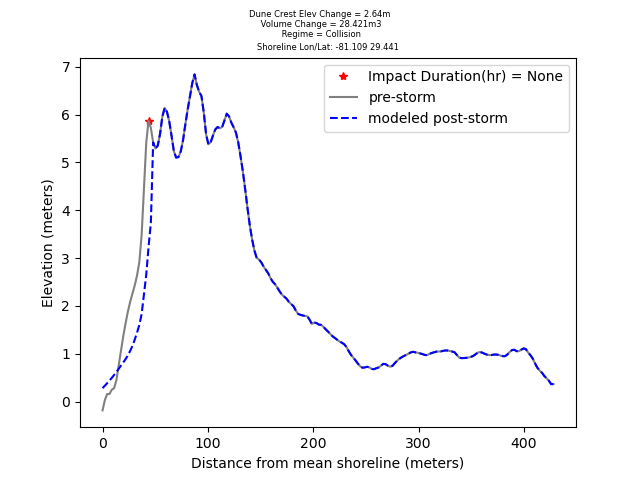 Dune Crest Elev Change = 2.64m
Volume Change = 28.421m3
Regime = Collision
Shoreline Lon/Lat: -81.109 29.441
Impact Duration(hr) = None
pre-storm
modeled post-storm
7
6
5
4
3
2
1
0
Elevation (meters)
0 100 200 300 400
Distance from mean shoreline (meters)